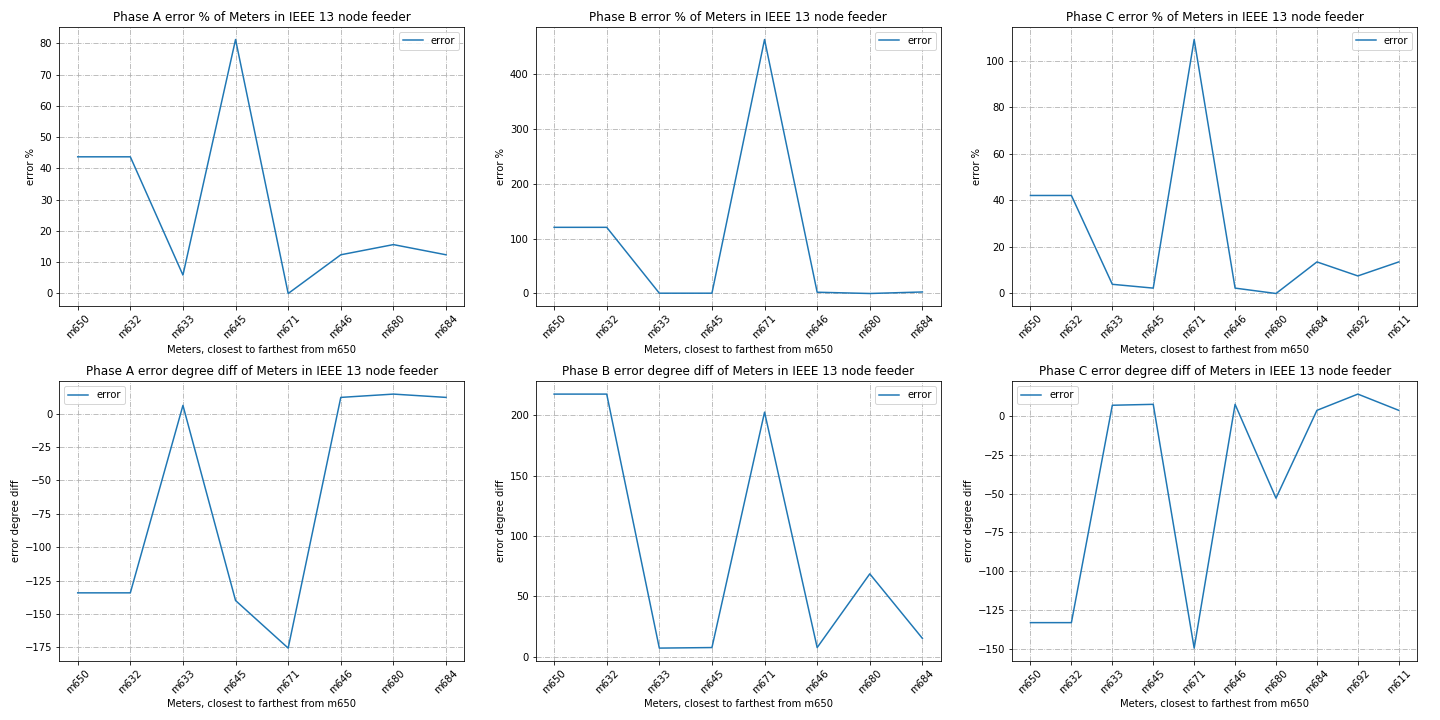 Phase A error % of Meters in IEEE 13 node feeder
error
80
70
60
50
40
30
20
10
0
error %
m650 m632 m633 m645 m671 m646 m680 m684
Meters, closest to farthest from m650
Phase B error % of Meters in IEEE 13 node feeder
error
400
300
200
100
0
error %
m650 m632 m633 m645 m671 m646 m680 m684
Meters, closest to farthest from m650
Phase C error % of Meters in IEEE 13 node feeder
error
100
80
60
40
20
0
error %
m650 m632 m633 m645 m671 m646 m680 m684 m692 m611
Meters, closest to farthest from m650
Phase A error degree diff of Meters in IEEE 13 node feeder
error
0
−25
−50
−75
−100
−125
−150
−175
error degree diff
m650 m632 m633 m645 m671 m646 m680 m684
Meters, closest to farthest from m650
Phase B error degree diff of Meters in IEEE 13 node feeder
error
200
150
100
50
0
error degree diff
m650 m632 m633 m645 m671 m646 m680 m684
Meters, closest to farthest from m650
Phase C error degree diff of Meters in IEEE 13 node feeder
error
0
−25
−50
−75
−100
−125
−150
error degree diff
m650 m632 m633 m645 m671 m646 m680 m684 m692 m611
Meters, closest to farthest from m650